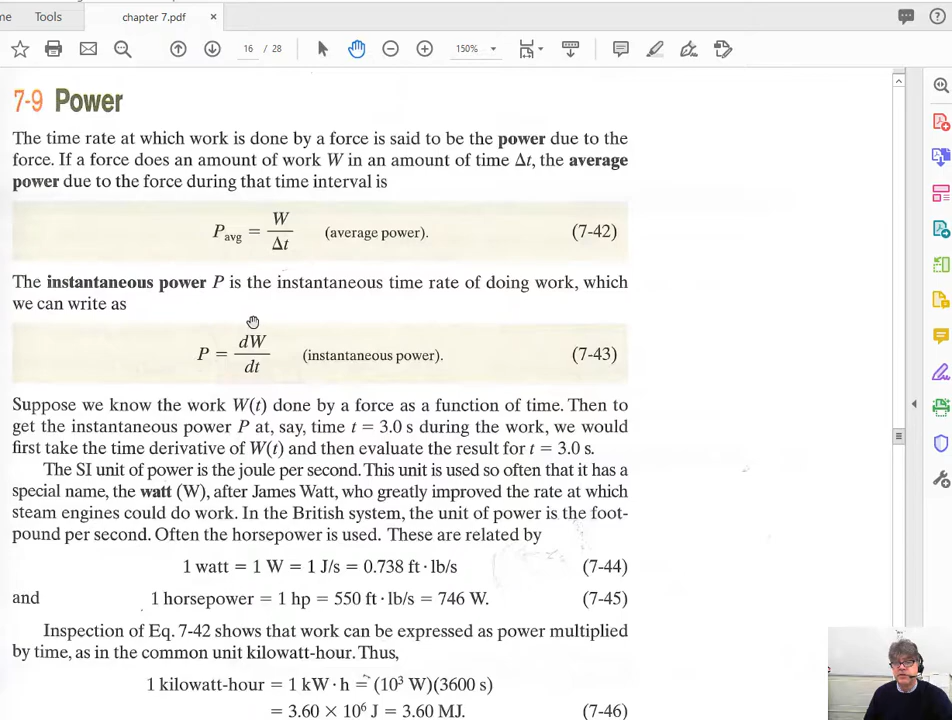 me Tools chapter 7.pdf ×
16 / 28 150%
7-9 Power
The time rate at which work is done by a force is said to be the power due to the
force. If a force does an amount of work W in an amount of time Δt, the average
power due to the force during that time interval is
P_avg = W/Δt (average power). (7-42)
The instantaneous power P is the instantaneous time rate of doing work, which
we can write as
P = dW/dt (instantaneous power). (7-43)
Suppose we know the work W(t) done by a force as a function of time. Then to
get the instantaneous power P at, say, time t = 3.0 s during the work, we would
first take the time derivative of W(t) and then evaluate the result for t = 3.0 s.
The SI unit of power is the joule per second. This unit is used so often that it has a
special name, the watt (W), after James Watt, who greatly improved the rate at which
steam engines could do work. In the British system, the unit of power is the foot-
pound per second. Often the horsepower is used. These are related by
1 watt = 1 W = 1 J/s = 0.738 ft · lb/s (7-44)
and 1 horsepower = 1 hp = 550 ft · lb/s = 746 W. (7-45)
Inspection of Eq. 7-42 shows that work can be expressed as power multiplied
by time, as in the common unit kilowatt-hour. Thus,
1 kilowatt-hour = 1 kW · h = (10³ W)(3600 s)
= 3.60 × 10⁶ J = 3.60 MJ. (7-46)